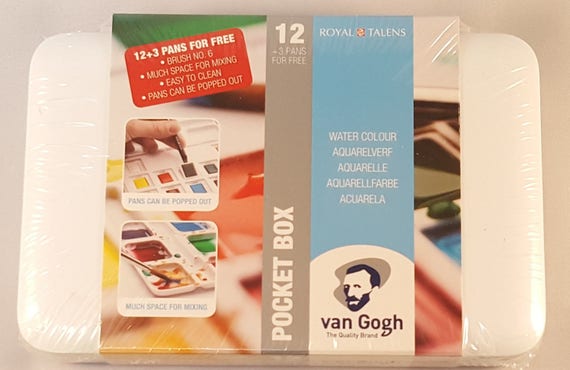 12+3 PANS FOR FREE
• BRUSH NO. 6
• MUCH SPACE FOR MIXING
• EASY TO CLEAN
• PANS CAN BE POPPED OUT
PANS CAN BE POPPED OUT
MUCH SPACE FOR MIXING
12
+3 PANS
FOR FREE
POCKET BOX
ROYAL TALENS
WATER COLOUR
AQUARELVERF
AQUARELLE
AQUARELLFARBE
ACUARELA
van Gogh
The Quality Brand